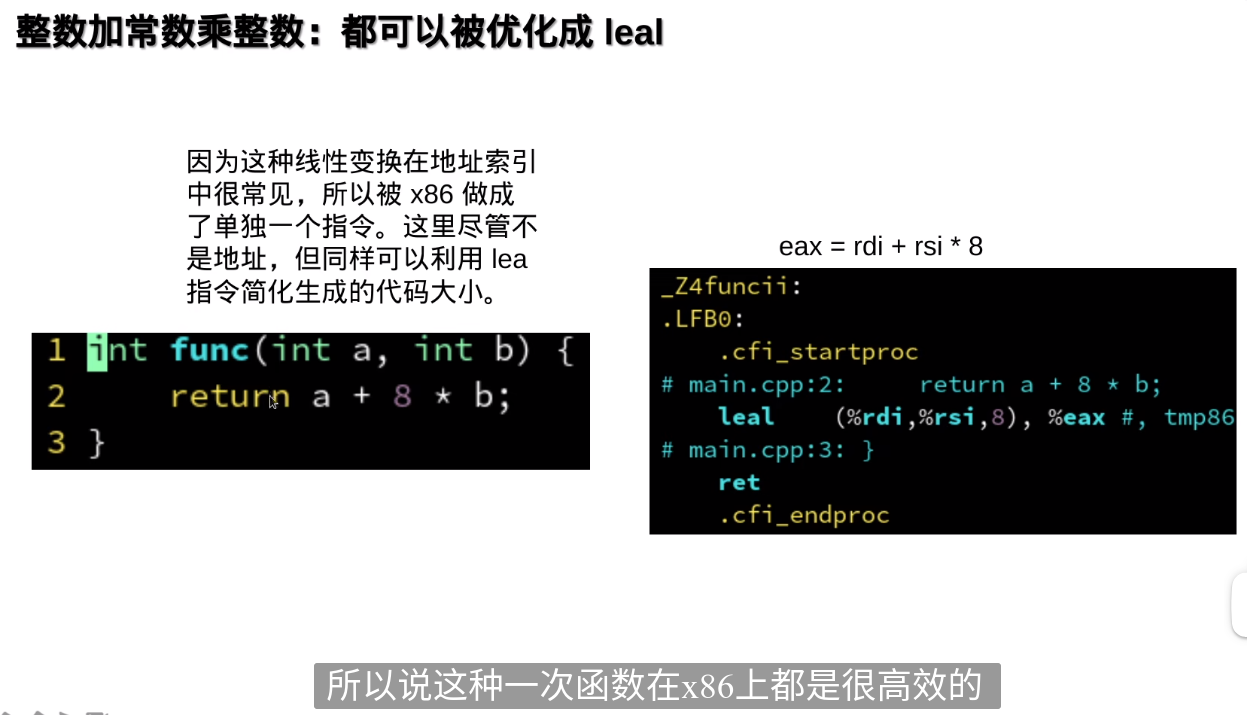 整数加常数乘整数：都可以被优化成 leal
因为这种线性变换在地址索引
中很常见，所以被 x86 做成
了单独一个指令。这里尽管不
是地址，但同样可以利用 lea
指令简化生成的代码大小。
1 int func(int a, int b) {
2     return a + 8 * b;
3 }
eax = rdi + rsi * 8
_Z4funcii:
.LFB0:
    .cfi_startproc
# main.cpp:2:     return a + 8 * b;
    leal    (%rdi,%rsi,8), %eax #, tmp86
# main.cpp:3: }
    ret
    .cfi_endproc
所以说这种一次函数在x86上都是很高效的